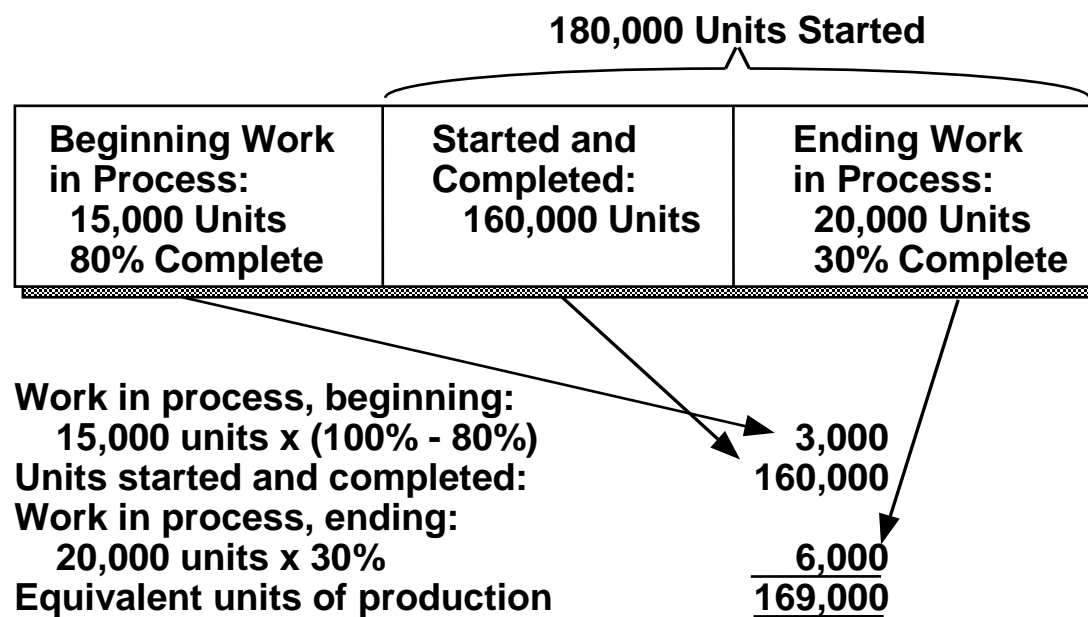 180,000 Units Started
Beginning Work
in Process:
15,000 Units
80% Complete
Started and
Completed:
160,000 Units
Ending Work
in Process:
20,000 Units
30% Complete
Work in process, beginning:
15,000 units x (100% - 80%) 3,000
Units started and completed: 160,000
Work in process, ending:
20,000 units x 30% 6,000
Equivalent units of production 169,000